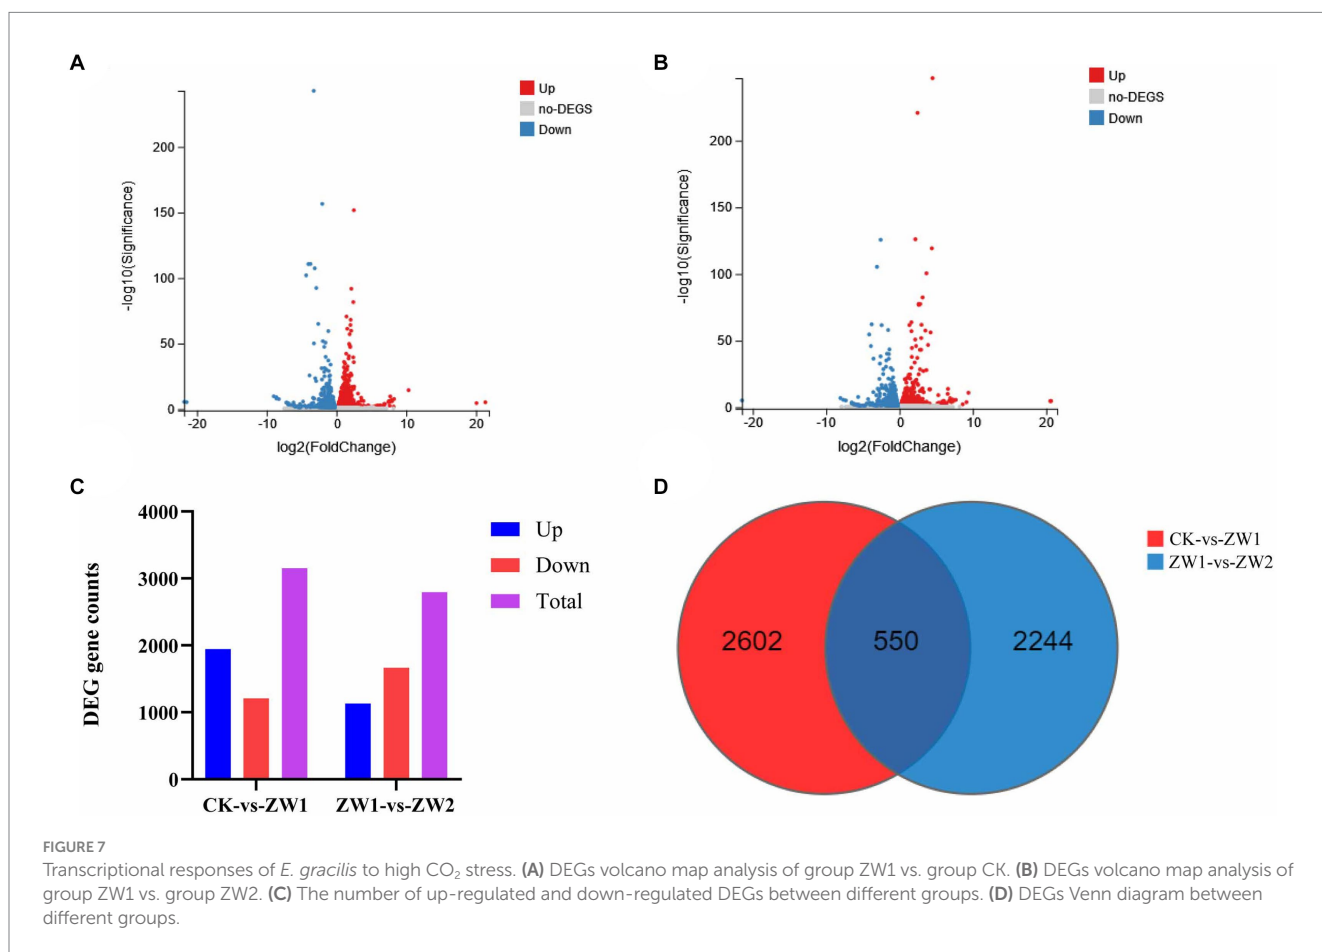 A
Up
no-DEGS
Down
-log10(Significance)
200
150
100
50
0
-20
-10
0
10
20
log2(FoldChange)
B
Up
no-DEGS
Down
-log10(Significance)
200
150
100
50
0
-20
-10
0
10
20
log2(FoldChange)
C
DEG gene counts
4000
3000
2000
1000
0
CK-vs-ZW1
ZW1-vs-ZW2
Up
Down
Total
D
2602
550
2244
CK-vs-ZW1
ZW1-vs-ZW2
FIGURE 7
Transcriptional responses of E. gracilis to high CO₂ stress. (A) DEGs volcano map analysis of group ZW1 vs. group CK. (B) DEGs volcano map analysis of
group ZW1 vs. group ZW2. (C) The number of up-regulated and down-regulated DEGs between different groups. (D) DEGs Venn diagram between
different groups.